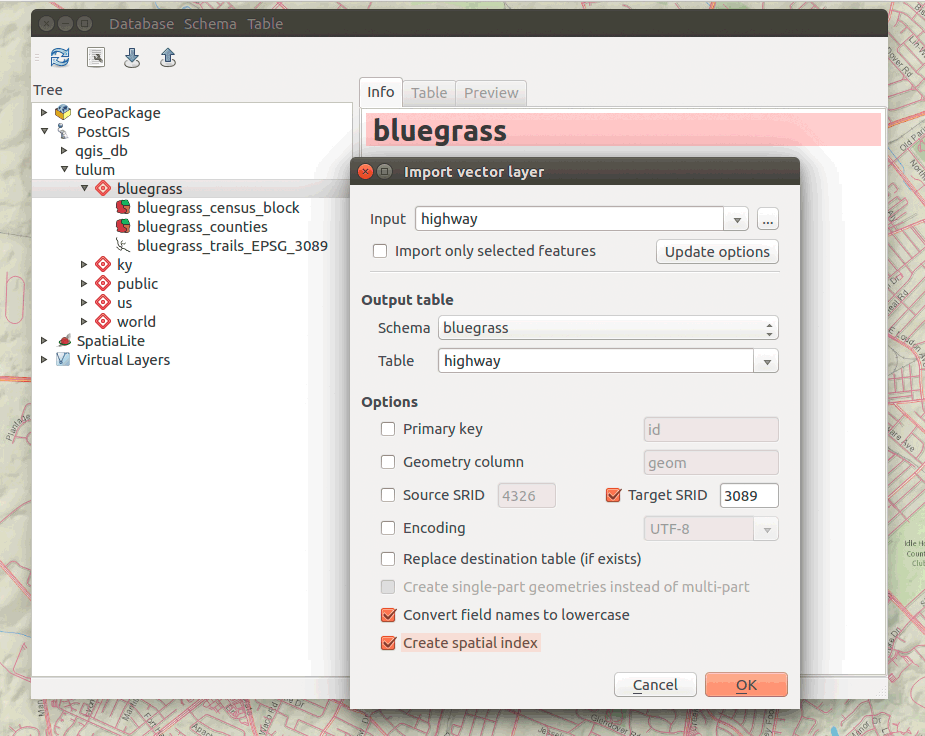 Database Schema Table
Tree
Info Table Preview
GeoPackage
PostGIS
qgis_db
tulum
bluegrass
bluegrass_census_block
bluegrass_counties
bluegrass_trails_EPSG_3089
ky
public
us
world
SpatiaLite
Virtual Layers
bluegrass
Import vector layer
Input highway ...
Import only selected features Update options
Output table
Schema bluegrass
Table highway
Options
Primary key id
Geometry column geom
Source SRID 4326 Target SRID 3089
Encoding UTF-8
Replace destination table (if exists)
Create single-part geometries instead of multi-part
Convert field names to lowercase
Create spatial index
Cancel OK